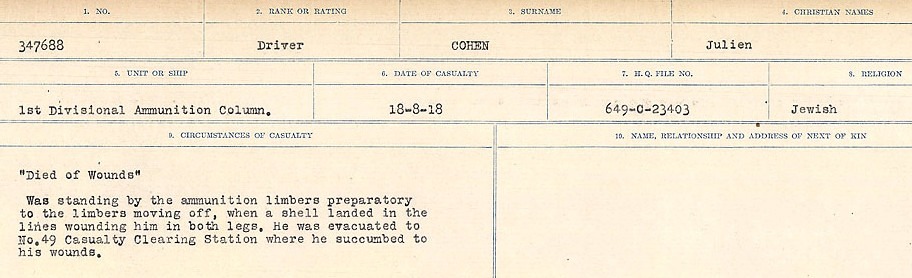 1. NO. 2. RANK OR RATING 3. SURNAME 4. CHRISTIAN NAMES
347688 Driver COHEN Julien
5. UNIT OR SHIP 6. DATE OF CASUALTY 7. H.Q. FILE NO. 8. RELIGION
1st Divisional Ammunition Column. 18-8-18 649-C-23403 Jewish
9. CIRCUMSTANCES OF CASUALTY 10. NAME, RELATIONSHIP AND ADDRESS OF NEXT OF KIN
"Died of Wounds"
Was standing by the ammunition limbers preparatory
to the limbers moving off, when a shell landed in the
lines wounding him in both legs. He was evacuated to
No.49 Casualty Clearing Station where he succumbed to
his wounds.